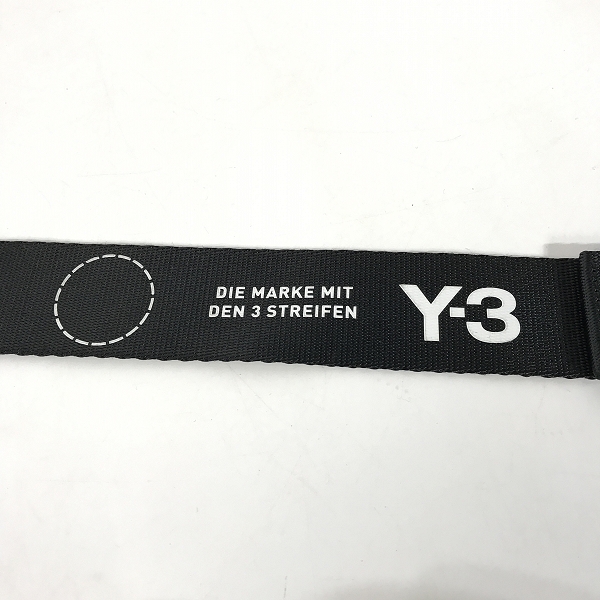 DIE MARKE MIT
DEN 3 STREIFEN
Y-3